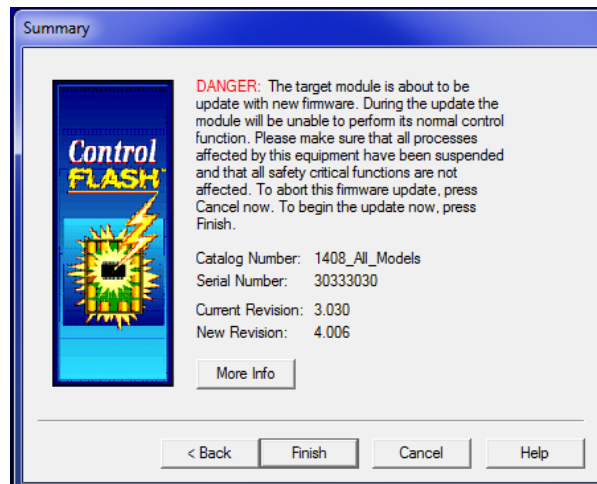 Summary
Control
FLASH
DANGER: The target module is about to be
update with new firmware. During the update the
module will be unable to perform its normal control
function. Please make sure that all processes
affected by this equipment have been suspended
and that all safety critical functions are not
affected. To abort this firmware update, press
Cancel now. To begin the update now, press
Finish.
Catalog Number: 1408_All_Models
Serial Number: 30333030
Current Revision: 3.030
New Revision: 4.006
More Info
< Back Finish Cancel Help